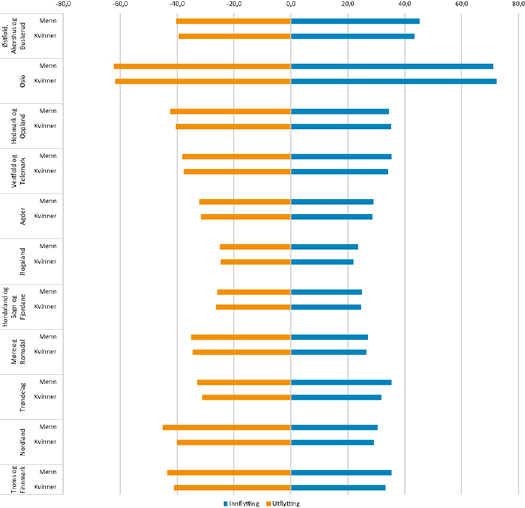 -80,0 -60,0 -40,0 -20,0 0,0 20,0 40,0 60,0 80,0
Østfold,
Akershus og
Buskerud
Menn
Kvinner
Oslo
Menn
Kvinner
Hedmark og
Oppland
Menn
Kvinner
Vestfold og
Telemark
Menn
Kvinner
Agder
Menn
Kvinner
Rogaland
Menn
Kvinner
Hordaland og
Sogn og
Fjordane
Menn
Kvinner
Møre og
Romsdal
Menn
Kvinner
Trøndelag
Menn
Kvinner
Nordland
Menn
Kvinner
Troms og
Finnmark
Menn
Kvinner
Innflytting Utflytting